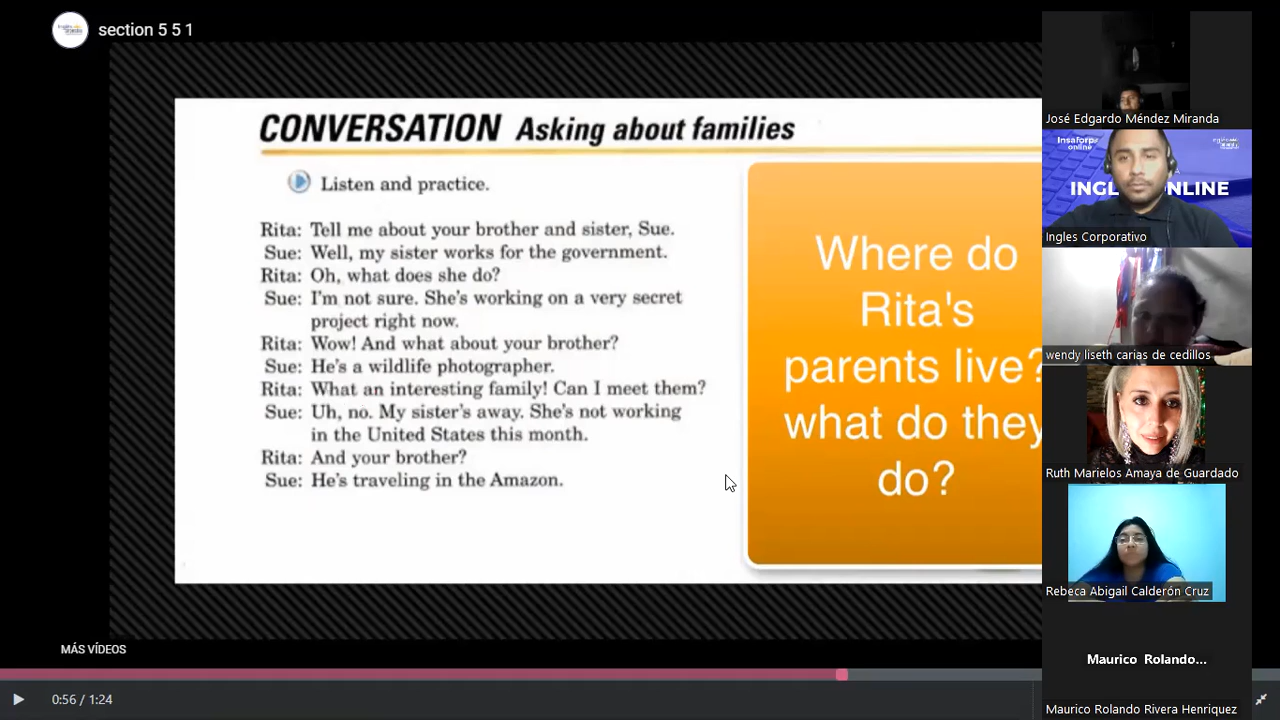 section 5 5 1
CONVERSATION Asking about families
Listen and practice.
Rita: Tell me about your brother and sister, Sue.
Sue: Well, my sister works for the government.
Rita: Oh, what does she do?
Sue: I'm not sure. She's working on a very secret
project right now.
Rita: Wow! And what about your brother?
Sue: He's a wildlife photographer.
Rita: What an interesting family! Can I meet them?
Sue: Uh, no. My sister's away. She's not working
in the United States this month.
Rita: And your brother?
Sue: He's traveling in the Amazon.
Where do
Rita's
parents live?
what do they
do?
MÁS VÍDEOS
0:56 / 1:24
José Edgardo Méndez Miranda
Insaforp
online
INGL ONLINE
Ingles Corporativo
wendy liseth carias de cedillos
Ruth Marielos Amaya de Guardado
Rebeca Abigail Calderón Cruz
Maurico Rolando...
Maurico Rolando Rivera Henriquez